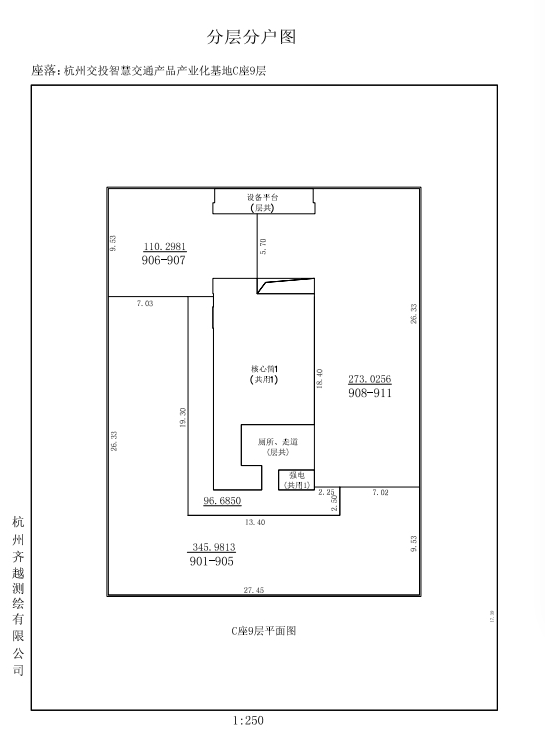 分层分户图
座落：杭州交投智慧交通产品产业化基地C座9层
设备平台
(层共)
9.53
110.2981
906-907
5.70
7.03
26.33
核心筒1
(共用1)
18.40
273.0256
908-911
19.30
26.33
厕所、走道
(层共)
强电
(共用1)
96.6850
2.25
2.50
7.02
13.40
345.9813
901-905
9.53
27.45
杭州齐越测绘有限公司
C座9层平面图
1:250